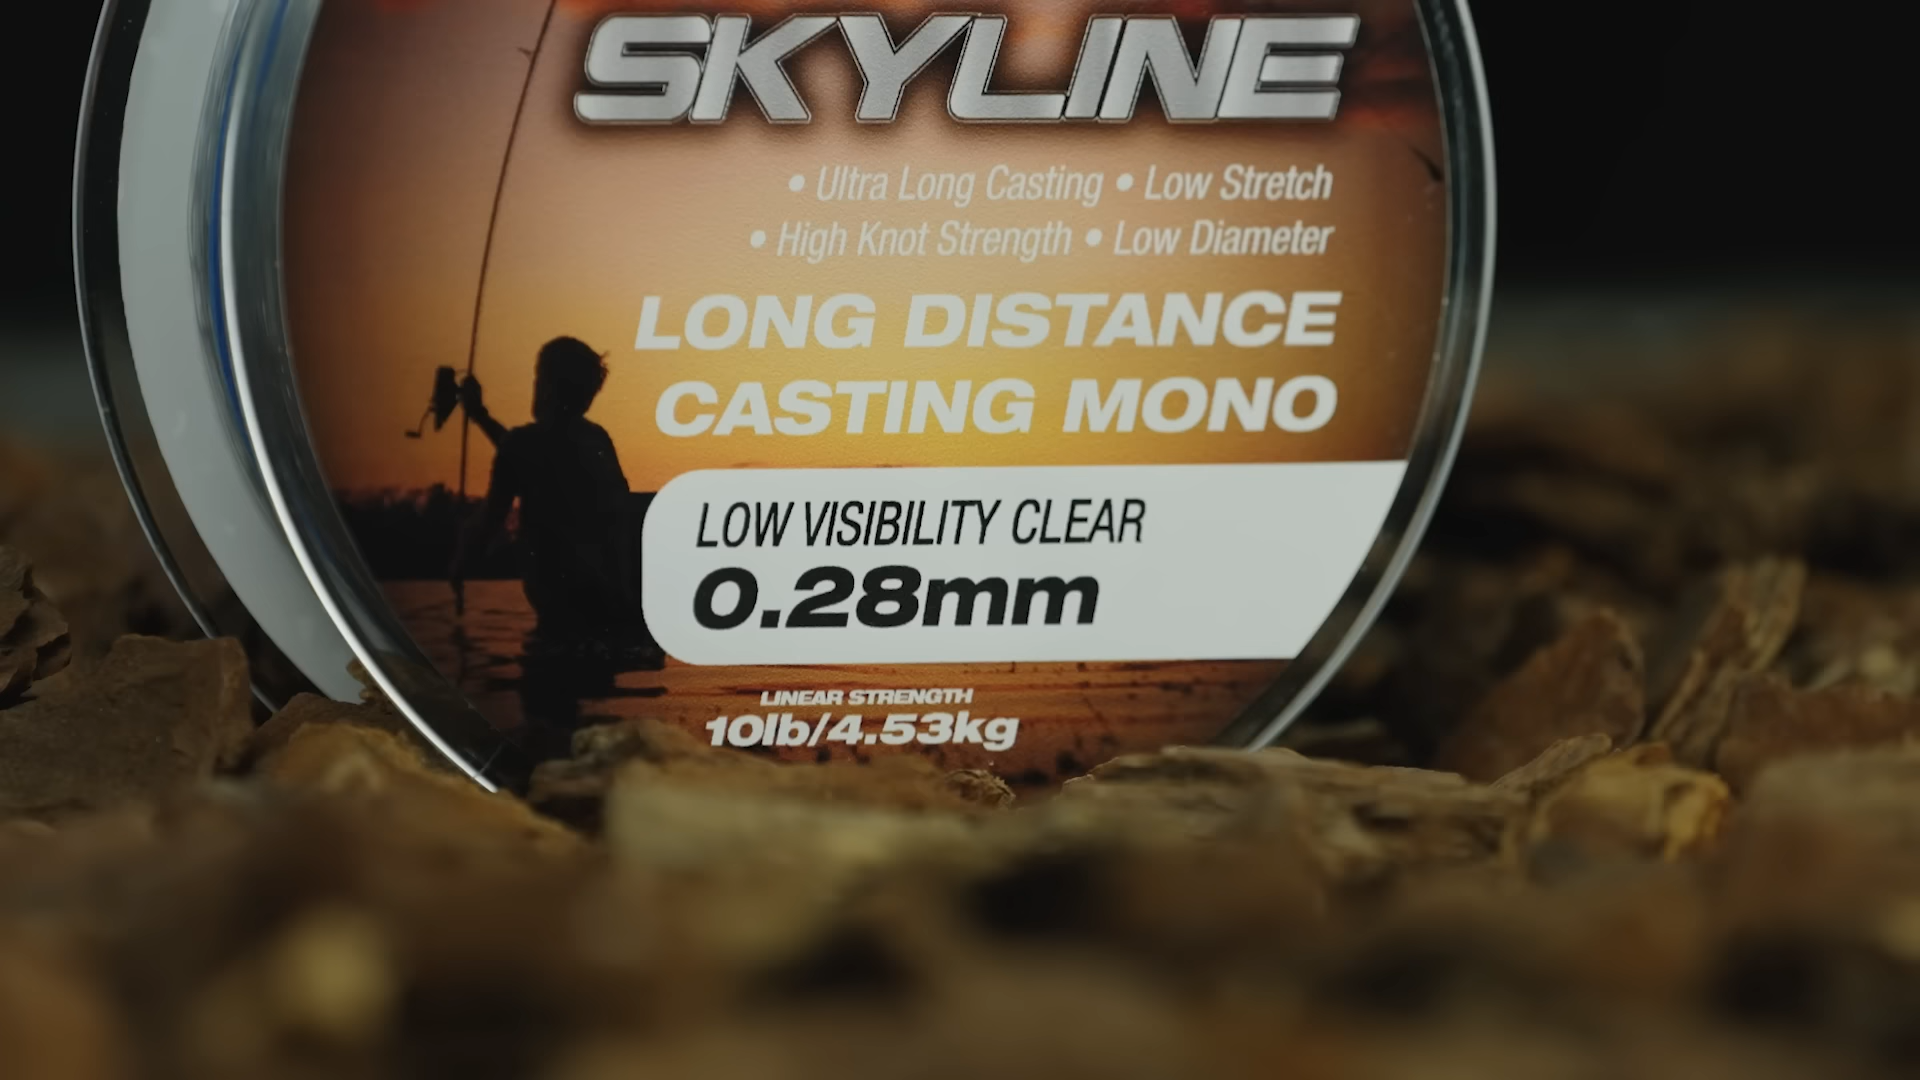 SKYLINE
• Ultra Long Casting • Low Stretch
• High Knot Strength • Low Diameter
LONG DISTANCE
CASTING MONO
LOW VISIBILITY CLEAR
0.28mm
LINEAR STRENGTH
10lb/4.53kg